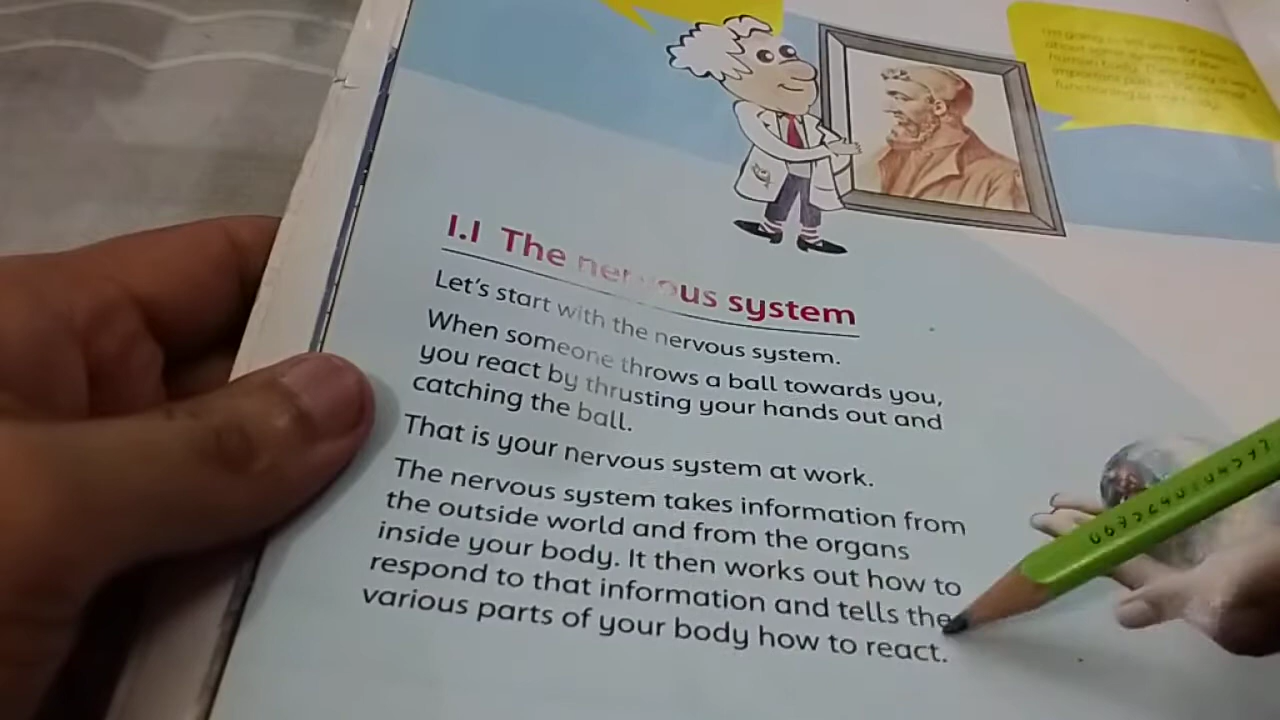 1.1 The nervous system
Let's start with the nervous system.
When someone throws a ball towards you,
you react by thrusting your hands out and
catching the ball.
That is your nervous system at work.
The nervous system takes information from
the outside world and from the organs
inside your body. It then works out how to
respond to that information and tells the
various parts of your body how to react.